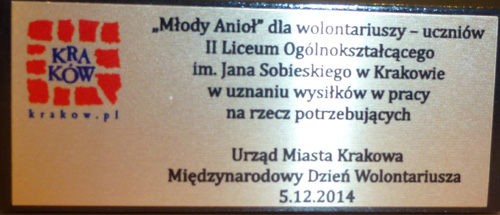 KRA
KÓW
krakow.pl
„Młody Anioł” dla wolontariuszy – uczniów
II Liceum Ogólnokształcącego
im. Jana Sobieskiego w Krakowie
w uznaniu wysiłków w pracy
na rzecz potrzebujących
Urząd Miasta Krakowa
Międzynarodowy Dzień Wolontariusza
5.12.2014